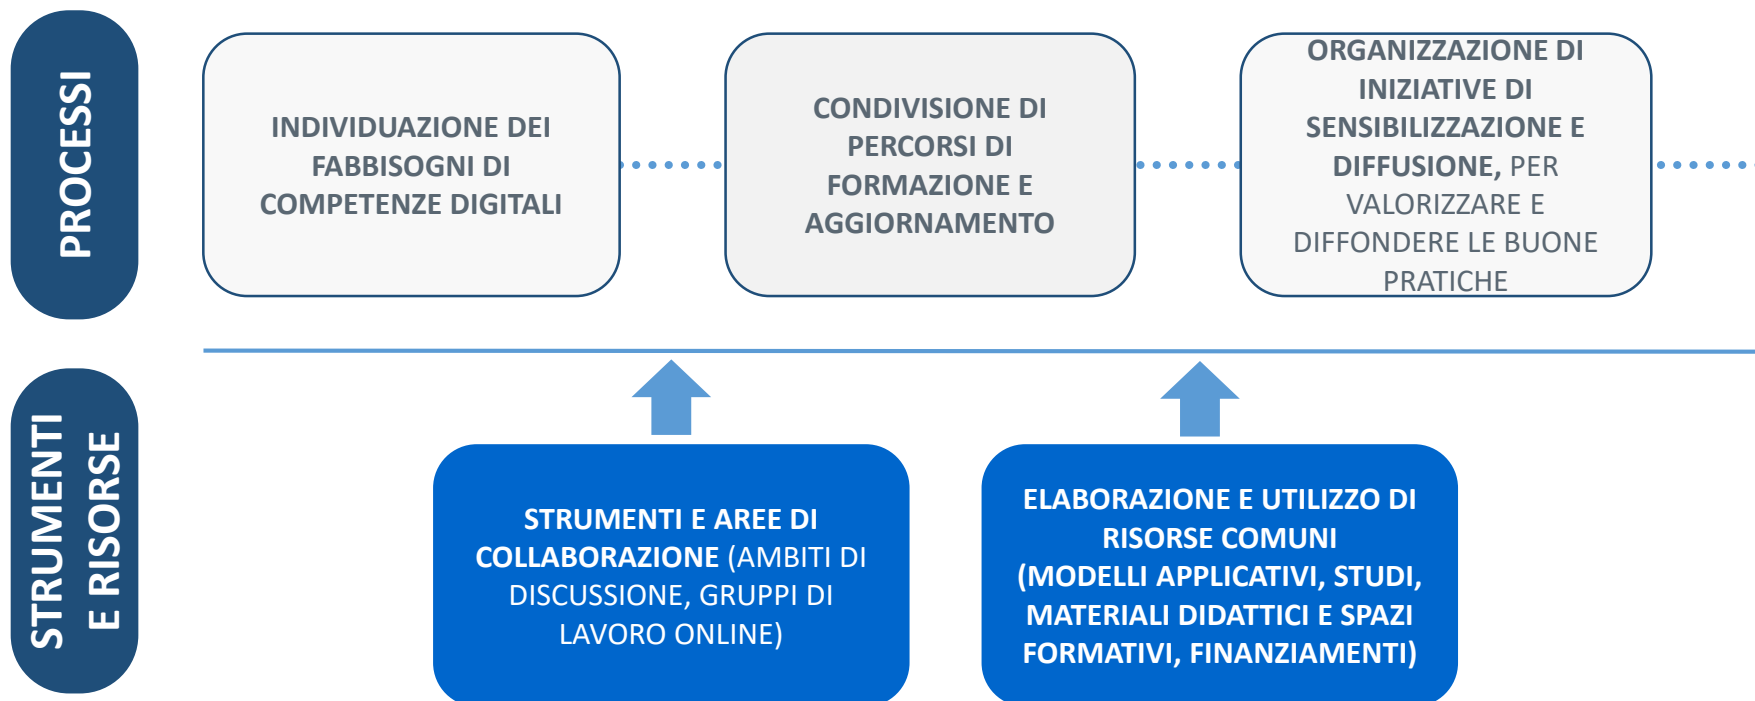 PROCESSI
INDIVIDUAZIONE DEI
FABBISOGNI DI
COMPETENZE DIGITALI
CONDIVISIONE DI
PERCORSI DI
FORMAZIONE E
AGGIORNAMENTO
ORGANIZZAZIONE DI
INIZIATIVE DI
SENSIBILIZZAZIONE E
DIFFUSIONE, PER
VALORIZZARE E
DIFFONDERE LE BUONE
PRATICHE
STRUMENTI
E RISORSE
STRUMENTI E AREE DI
COLLABORAZIONE (AMBITI DI
DISCUSSIONE, GRUPPI DI
LAVORO ONLINE)
ELABORAZIONE E UTILIZZO DI
RISORSE COMUNI
(MODELLI APPLICATIVI, STUDI,
MATERIALI DIDATTICI E SPAZI
FORMATIVI, FINANZIAMENTI)